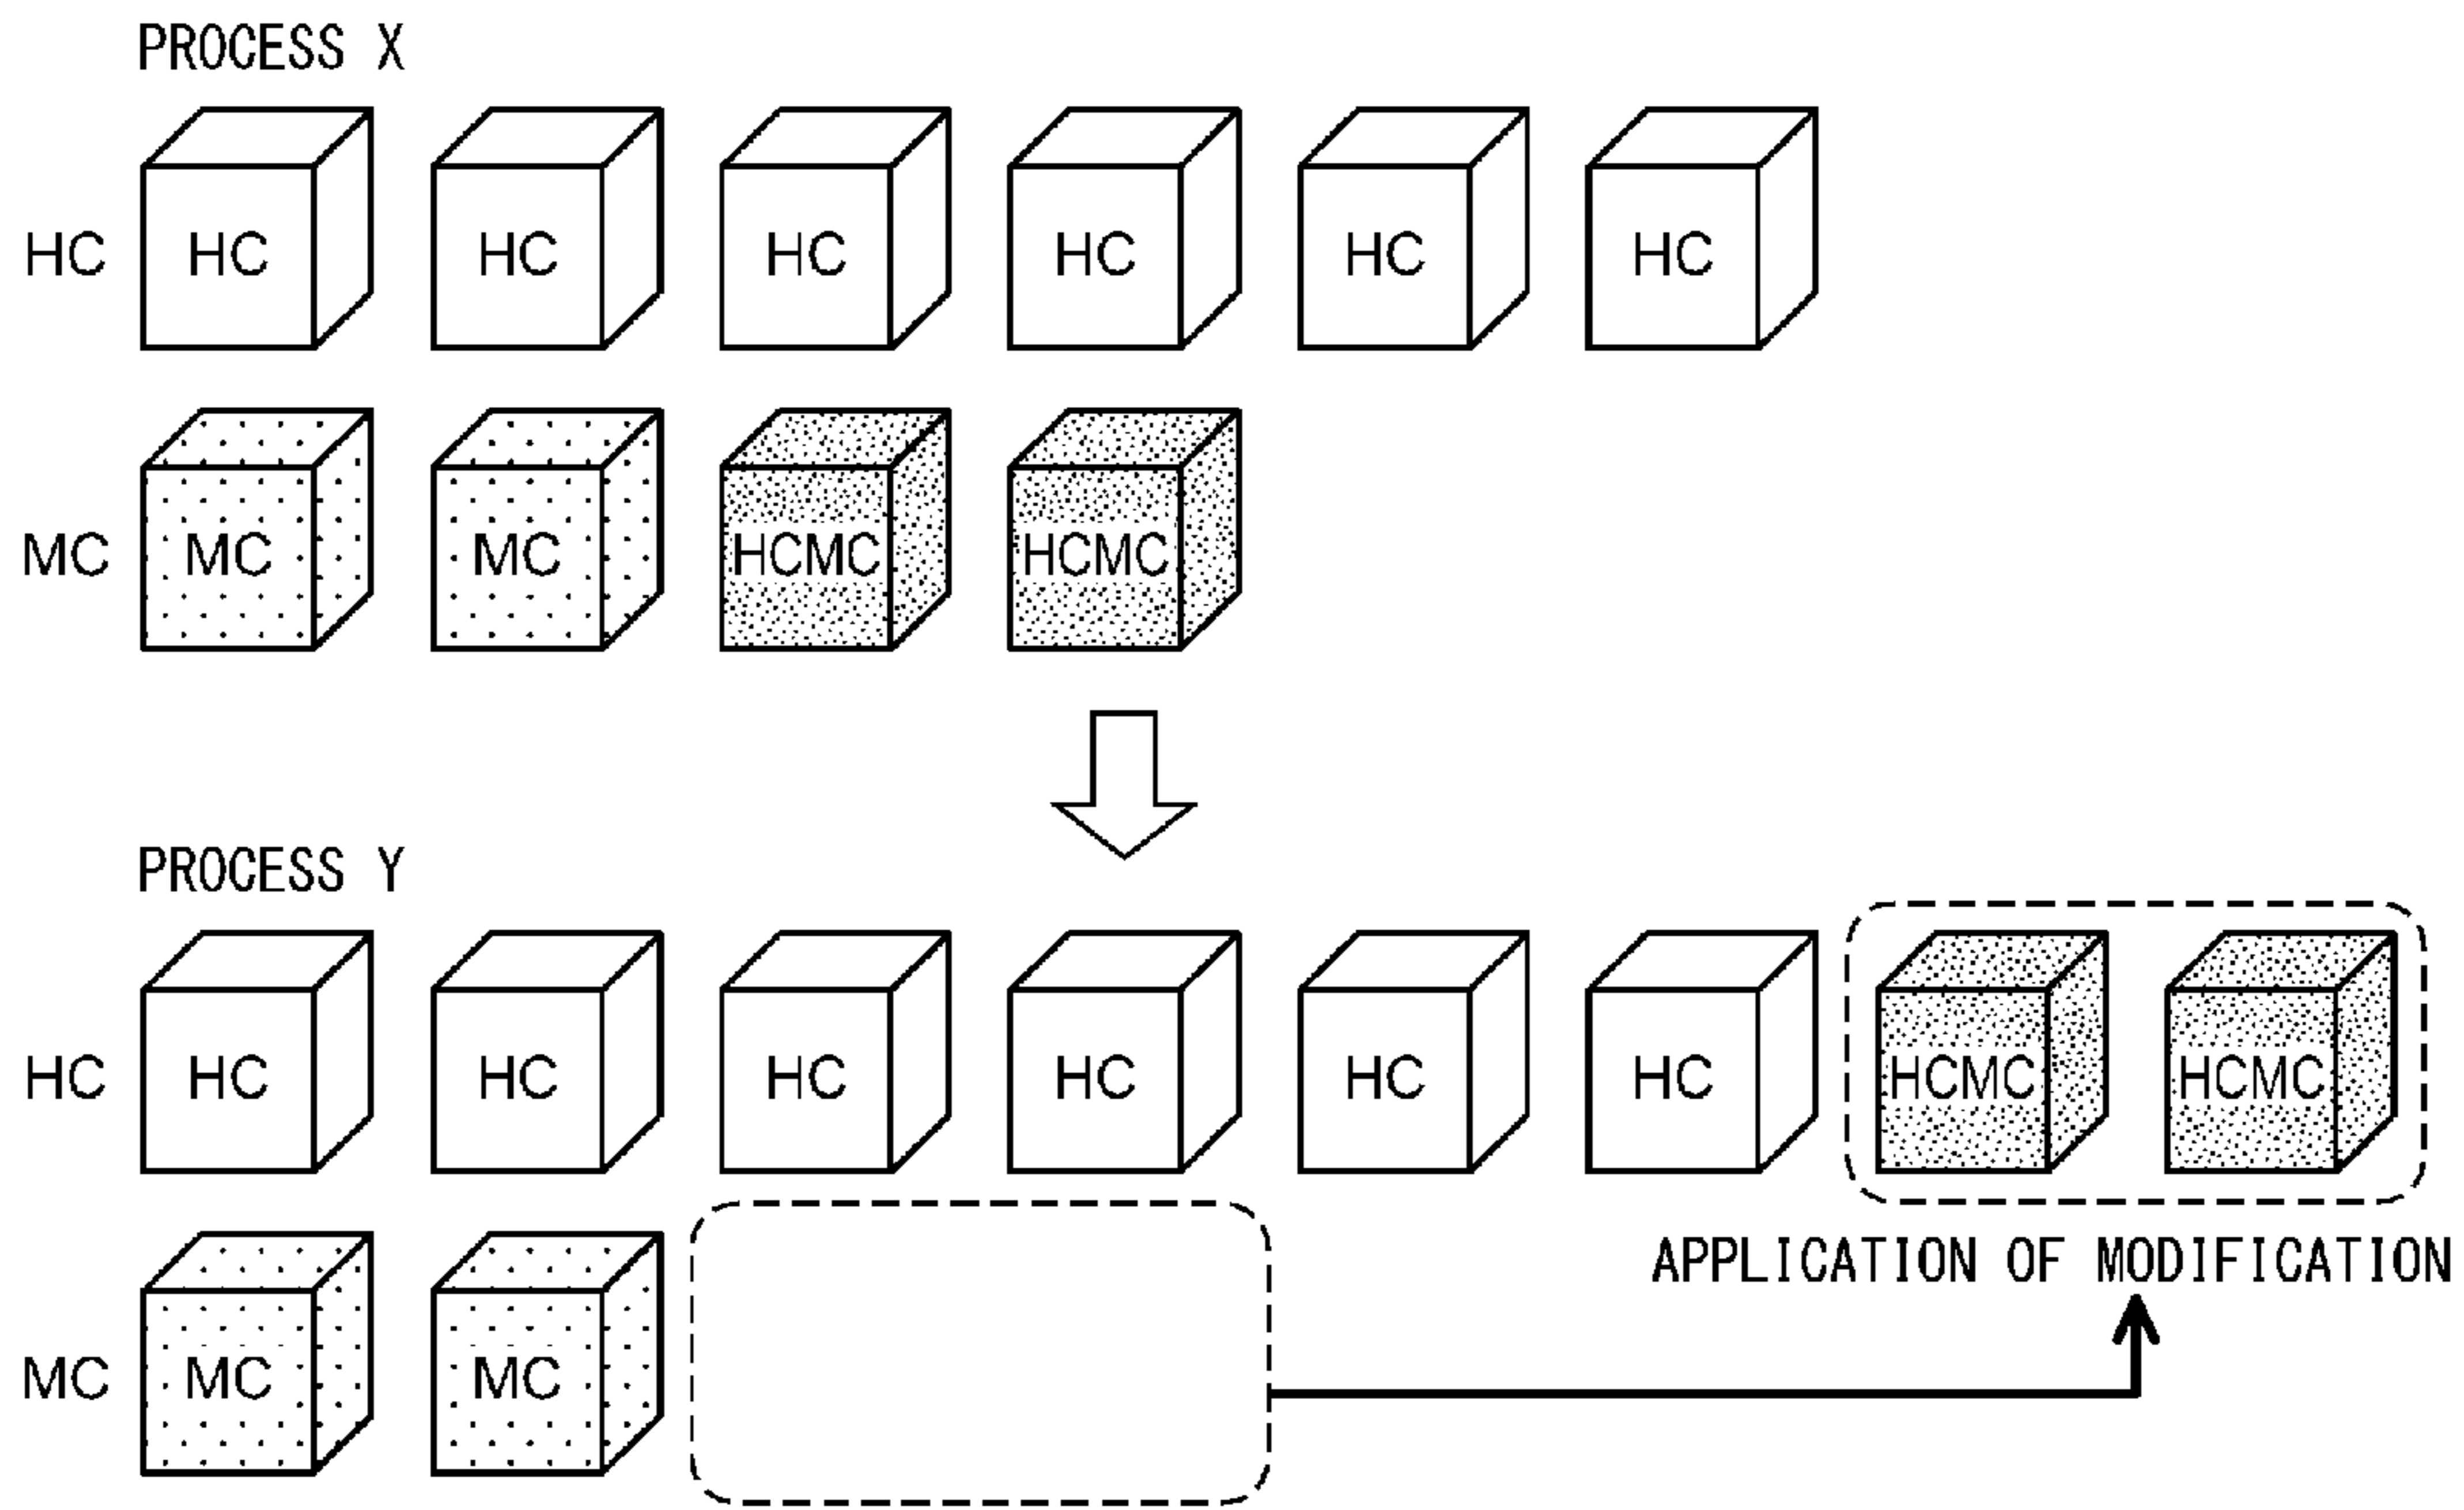 PROCESS X
HC HC HC HC HC HC HC
MC MC MC HCMC HCMC
PROCESS Y
HC HC HC HC HC HC HC HCMC HCMC
APPLICATION OF MODIFICATION
MC MC MC